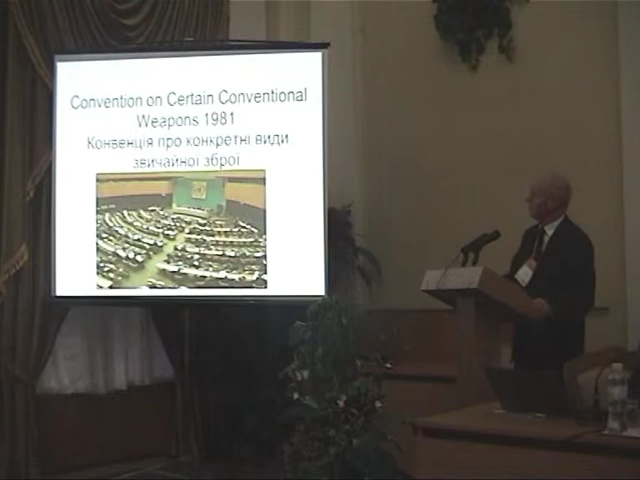 Convention on Certain Conventional
Weapons 1981
Конвенція про конкретні види
звичайної зброї